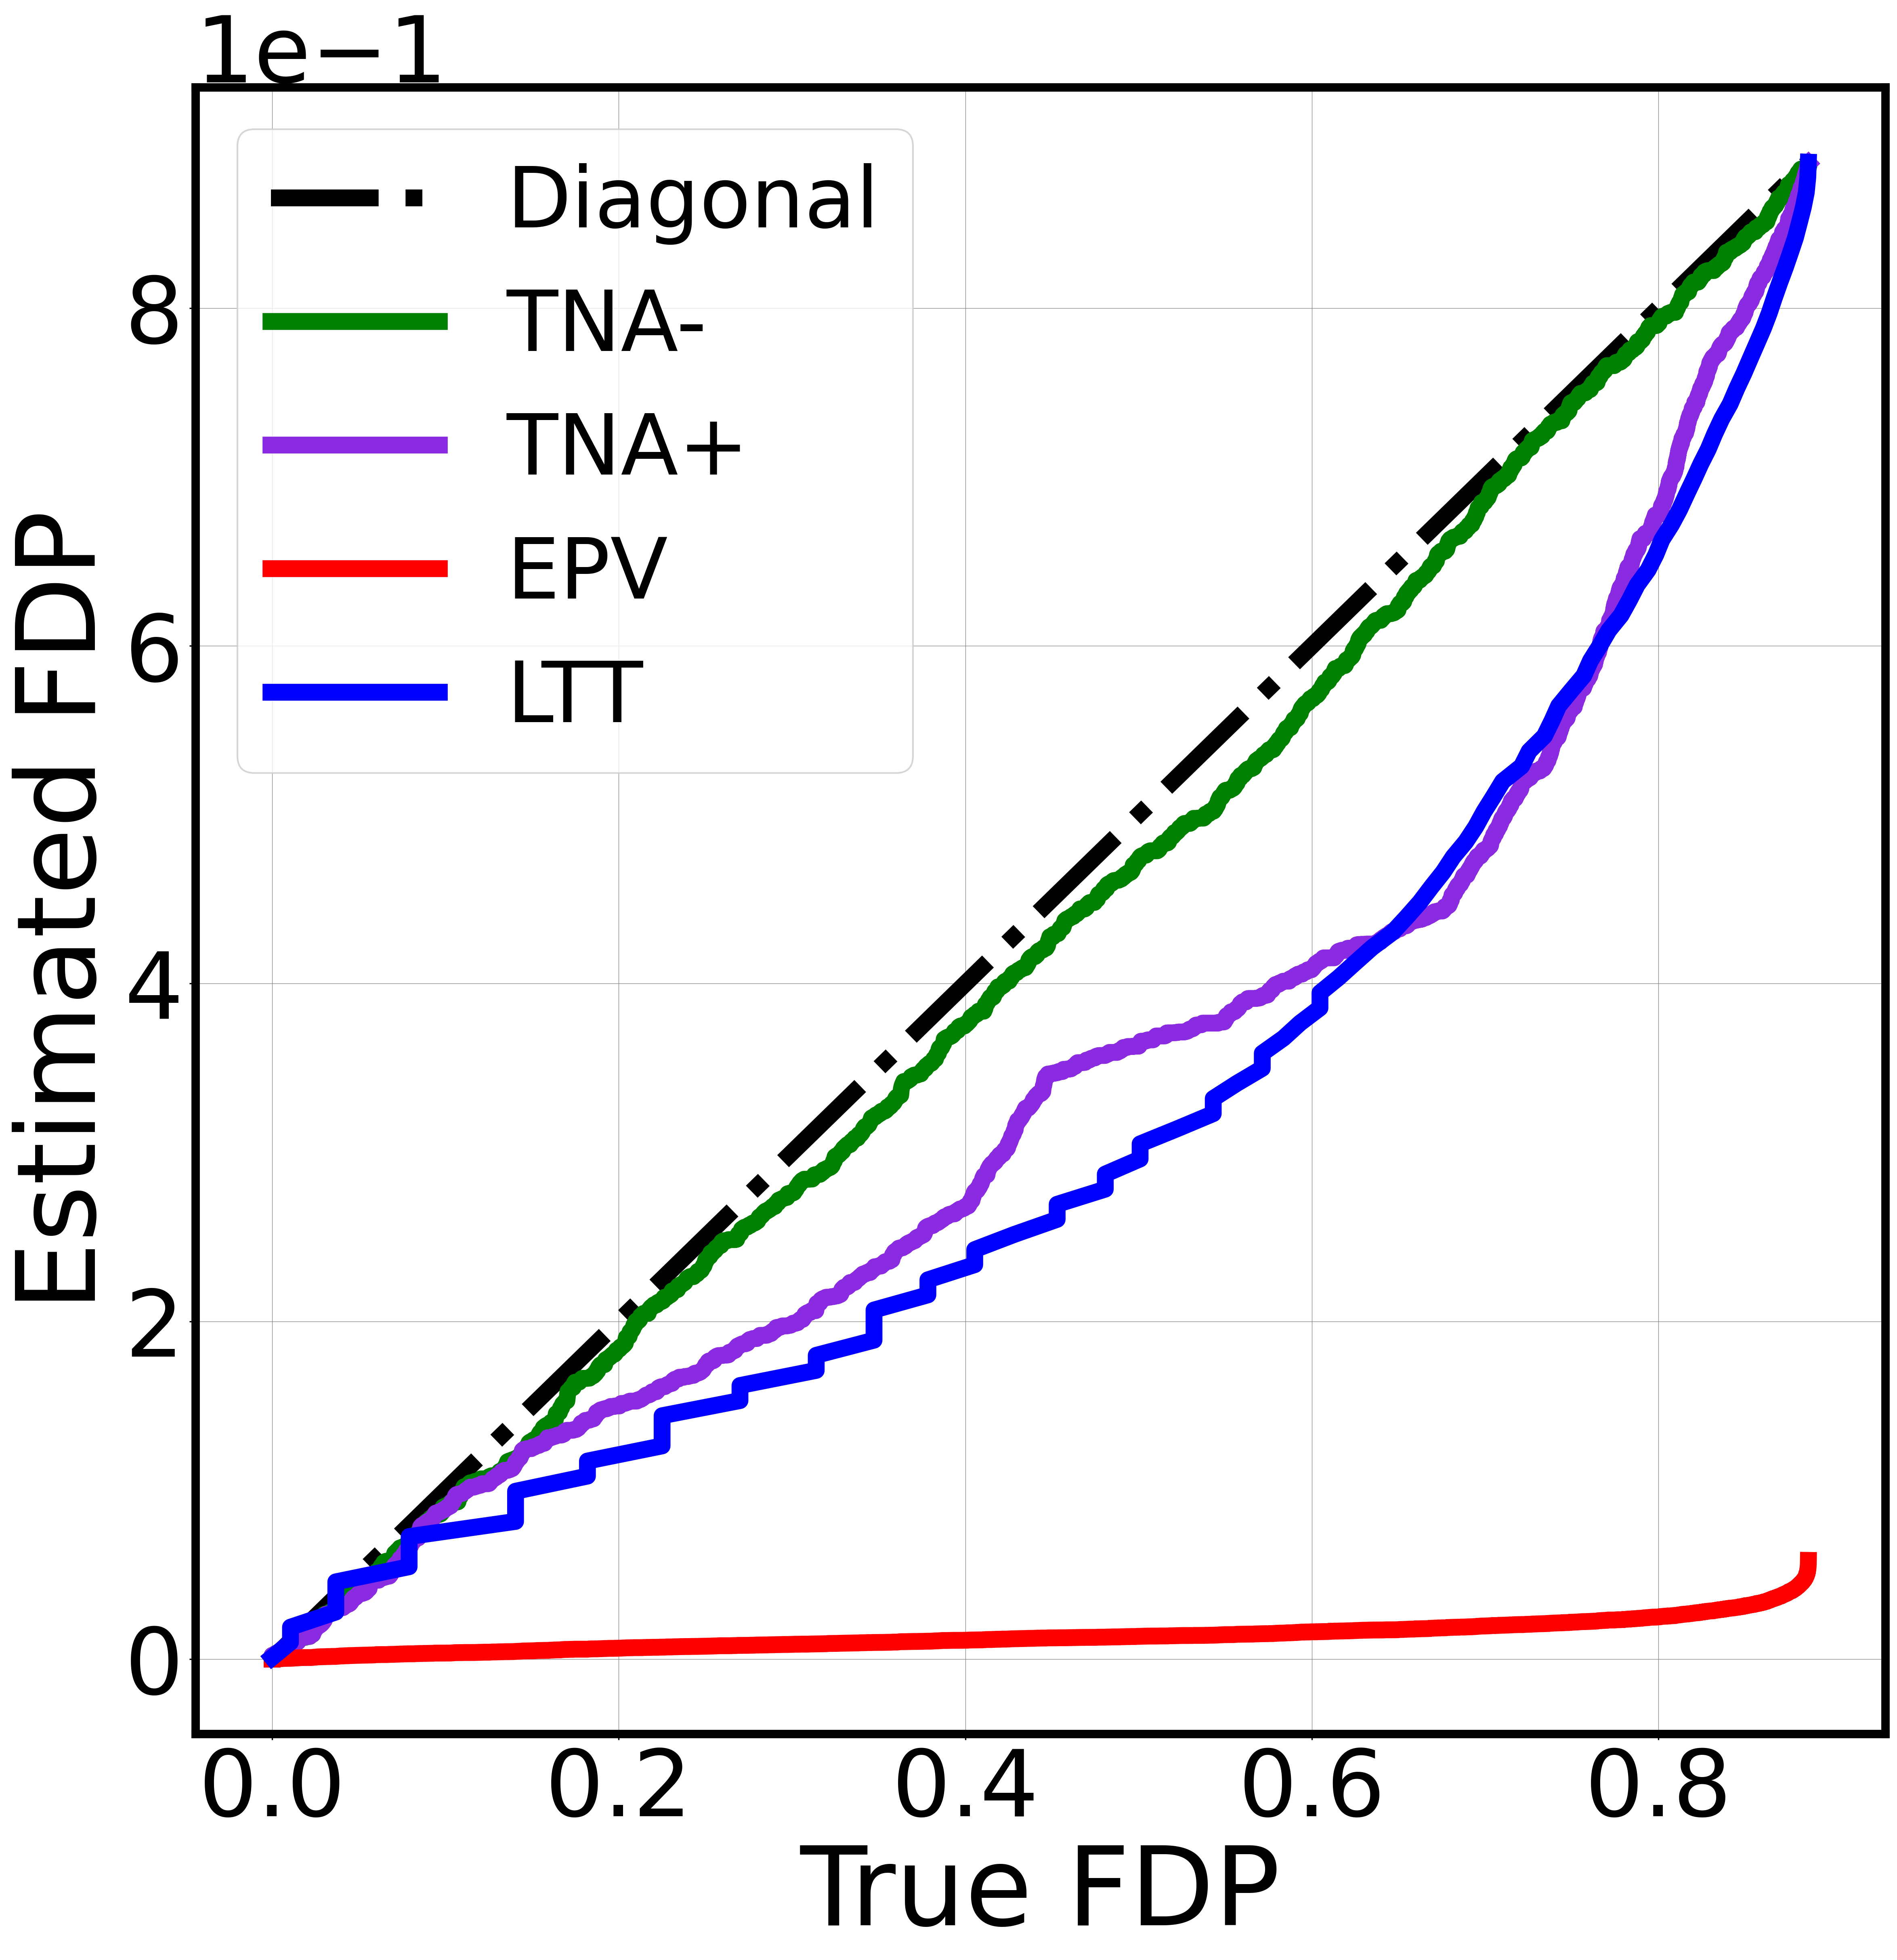 1e−1
Diagonal
TNA-
TNA+
EPV
LTT
Estimated FDP
8
6
4
2
0
0.0 0.2 0.4 0.6 0.8
True FDP